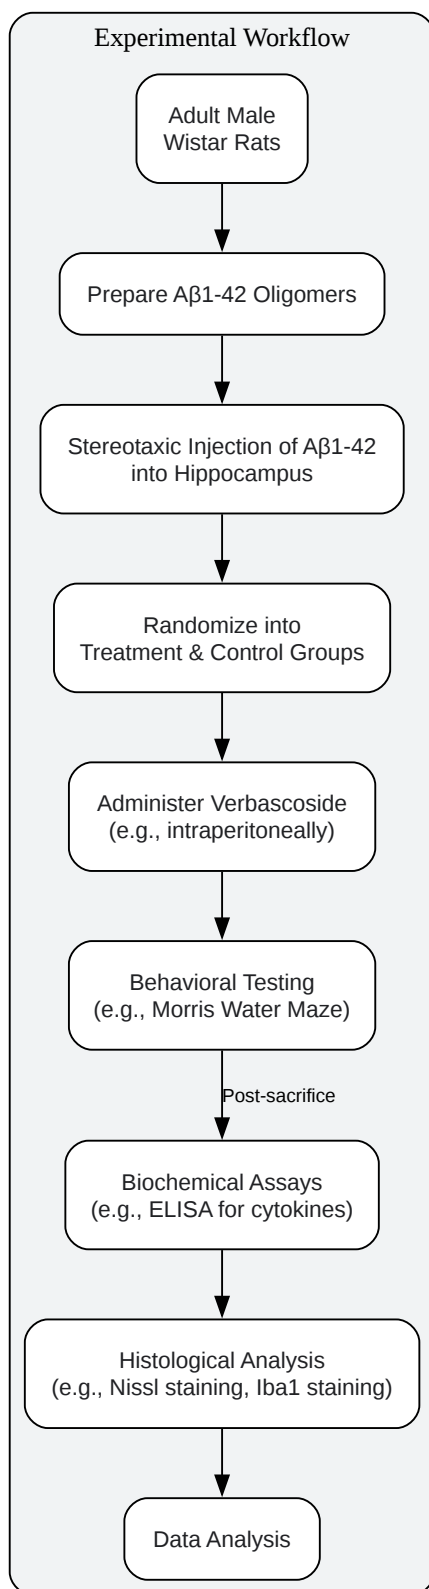 Experimental Workflow
Adult Male
Wistar Rats
Prepare Aβ1-42 Oligomers
Stereotaxic Injection of Aβ1-42
into Hippocampus
Randomize into
Treatment & Control Groups
Administer Verbascoside
(e.g., intraperitoneally)
Behavioral Testing
(e.g., Morris Water Maze)
Post-sacrifice
Biochemical Assays
(e.g., ELISA for cytokines)
Histological Analysis
(e.g., Nissl staining, Iba1 staining)
Data Analysis